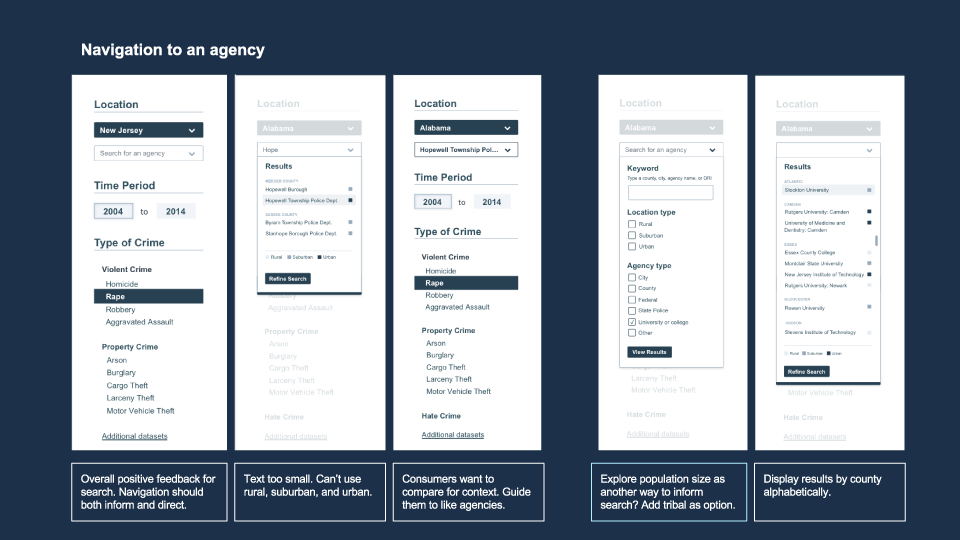 Navigation to an agency
Location
New Jersey
Search for an agency
Time Period
2004 to 2014
Type of Crime
Violent Crime
Homicide
Rape
Robbery
Aggravated Assault
Property Crime
Arson
Burglary
Cargo Theft
Larceny Theft
Motor Vehicle Theft
Additional datasets
Location
Alabama
Hope
Results
Hopewell Borough
Hopewell Township Police Dept.
SUSSEX COUNTY
Byram Township Police Dept.
Stanhope Borough Police Dept.
Rural Suburban Urban
Refine Search
Robbery
Aggravated Assault
Property Crime
Arson
Burglary
Cargo Theft
Larceny Theft
Motor Vehicle Theft
Hate Crime
Additional datasets
Location
Alabama
Hopewell Township Pol...
Time Period
2004 to 2014
Type of Crime
Violent Crime
Homicide
Rape
Robbery
Aggravated Assault
Property Crime
Arson
Burglary
Cargo Theft
Larceny Theft
Motor Vehicle Theft
Hate Crime
Additional datasets
Location
Alabama
Search for an agency
Keyword
Type a county, city, agency name, or ORI
Location type
Rural
Suburban
Urban
Agency type
City
County
Federal
State Police
University or college
Other
View Results
Larceny Theft
Motor Vehicle Theft
Hate Crime
Additional datasets
Location
Alabama
Results
ATLANTIC
Stockton University
CAMDEN
Rutgers University: Camden
University of Medicine and
Dentistry: Camden
ESSEX
Essex County College
Montclair State University
New Jersey Institute of Technology
Rutgers University: Newark
Rowan University
Stevens Institute of Technology
Rural Suburban Urban
Refine Search
Motor Vehicle Theft
Hate Crime
Additional datasets
Overall positive feedback for
search. Navigation should
both inform and direct.
Text too small. Can't use
rural, suburban, and urban.
Consumers want to
compare for context. Guide
them to like agencies.
Explore population size as
another way to inform
search? Add tribal as option.
Display results by county
alphabetically.